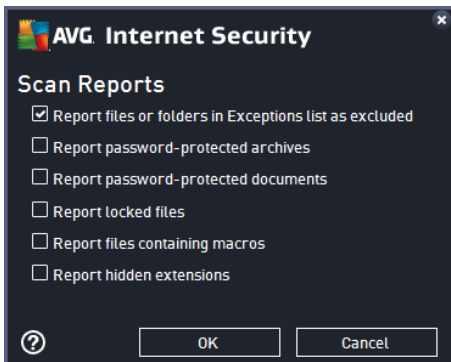 AVG Internet Security
Scan Reports
Report files or folders in Exceptions list as excluded
Report password-protected archives
Report password-protected documents
Report locked files
Report files containing macros
Report hidden extensions
?
OK
Cancel